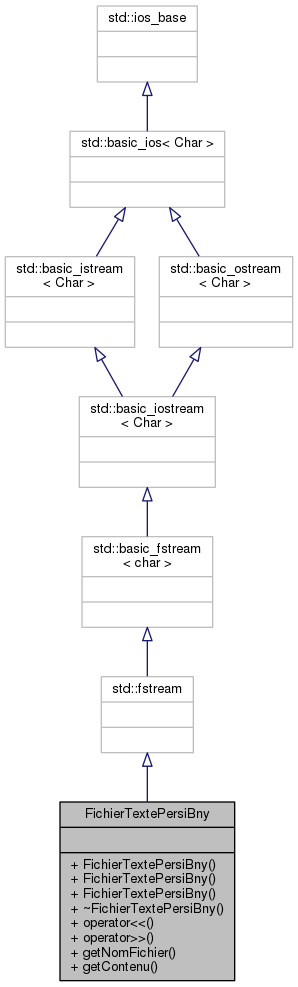 std::ios_base
std::basic_ios< Char >
std::basic_istream
< Char >
std::basic_ostream
< Char >
std::basic_iostream
< Char >
std::basic_fstream
< char >
std::fstream
FichierTextePersiBny
+ FichierTextePersiBny()
+ FichierTextePersiBny()
+ FichierTextePersiBny()
+ ~FichierTextePersiBny()
+ operator<<()
+ operator>>()
+ getNomFichier()
+ getContenu()